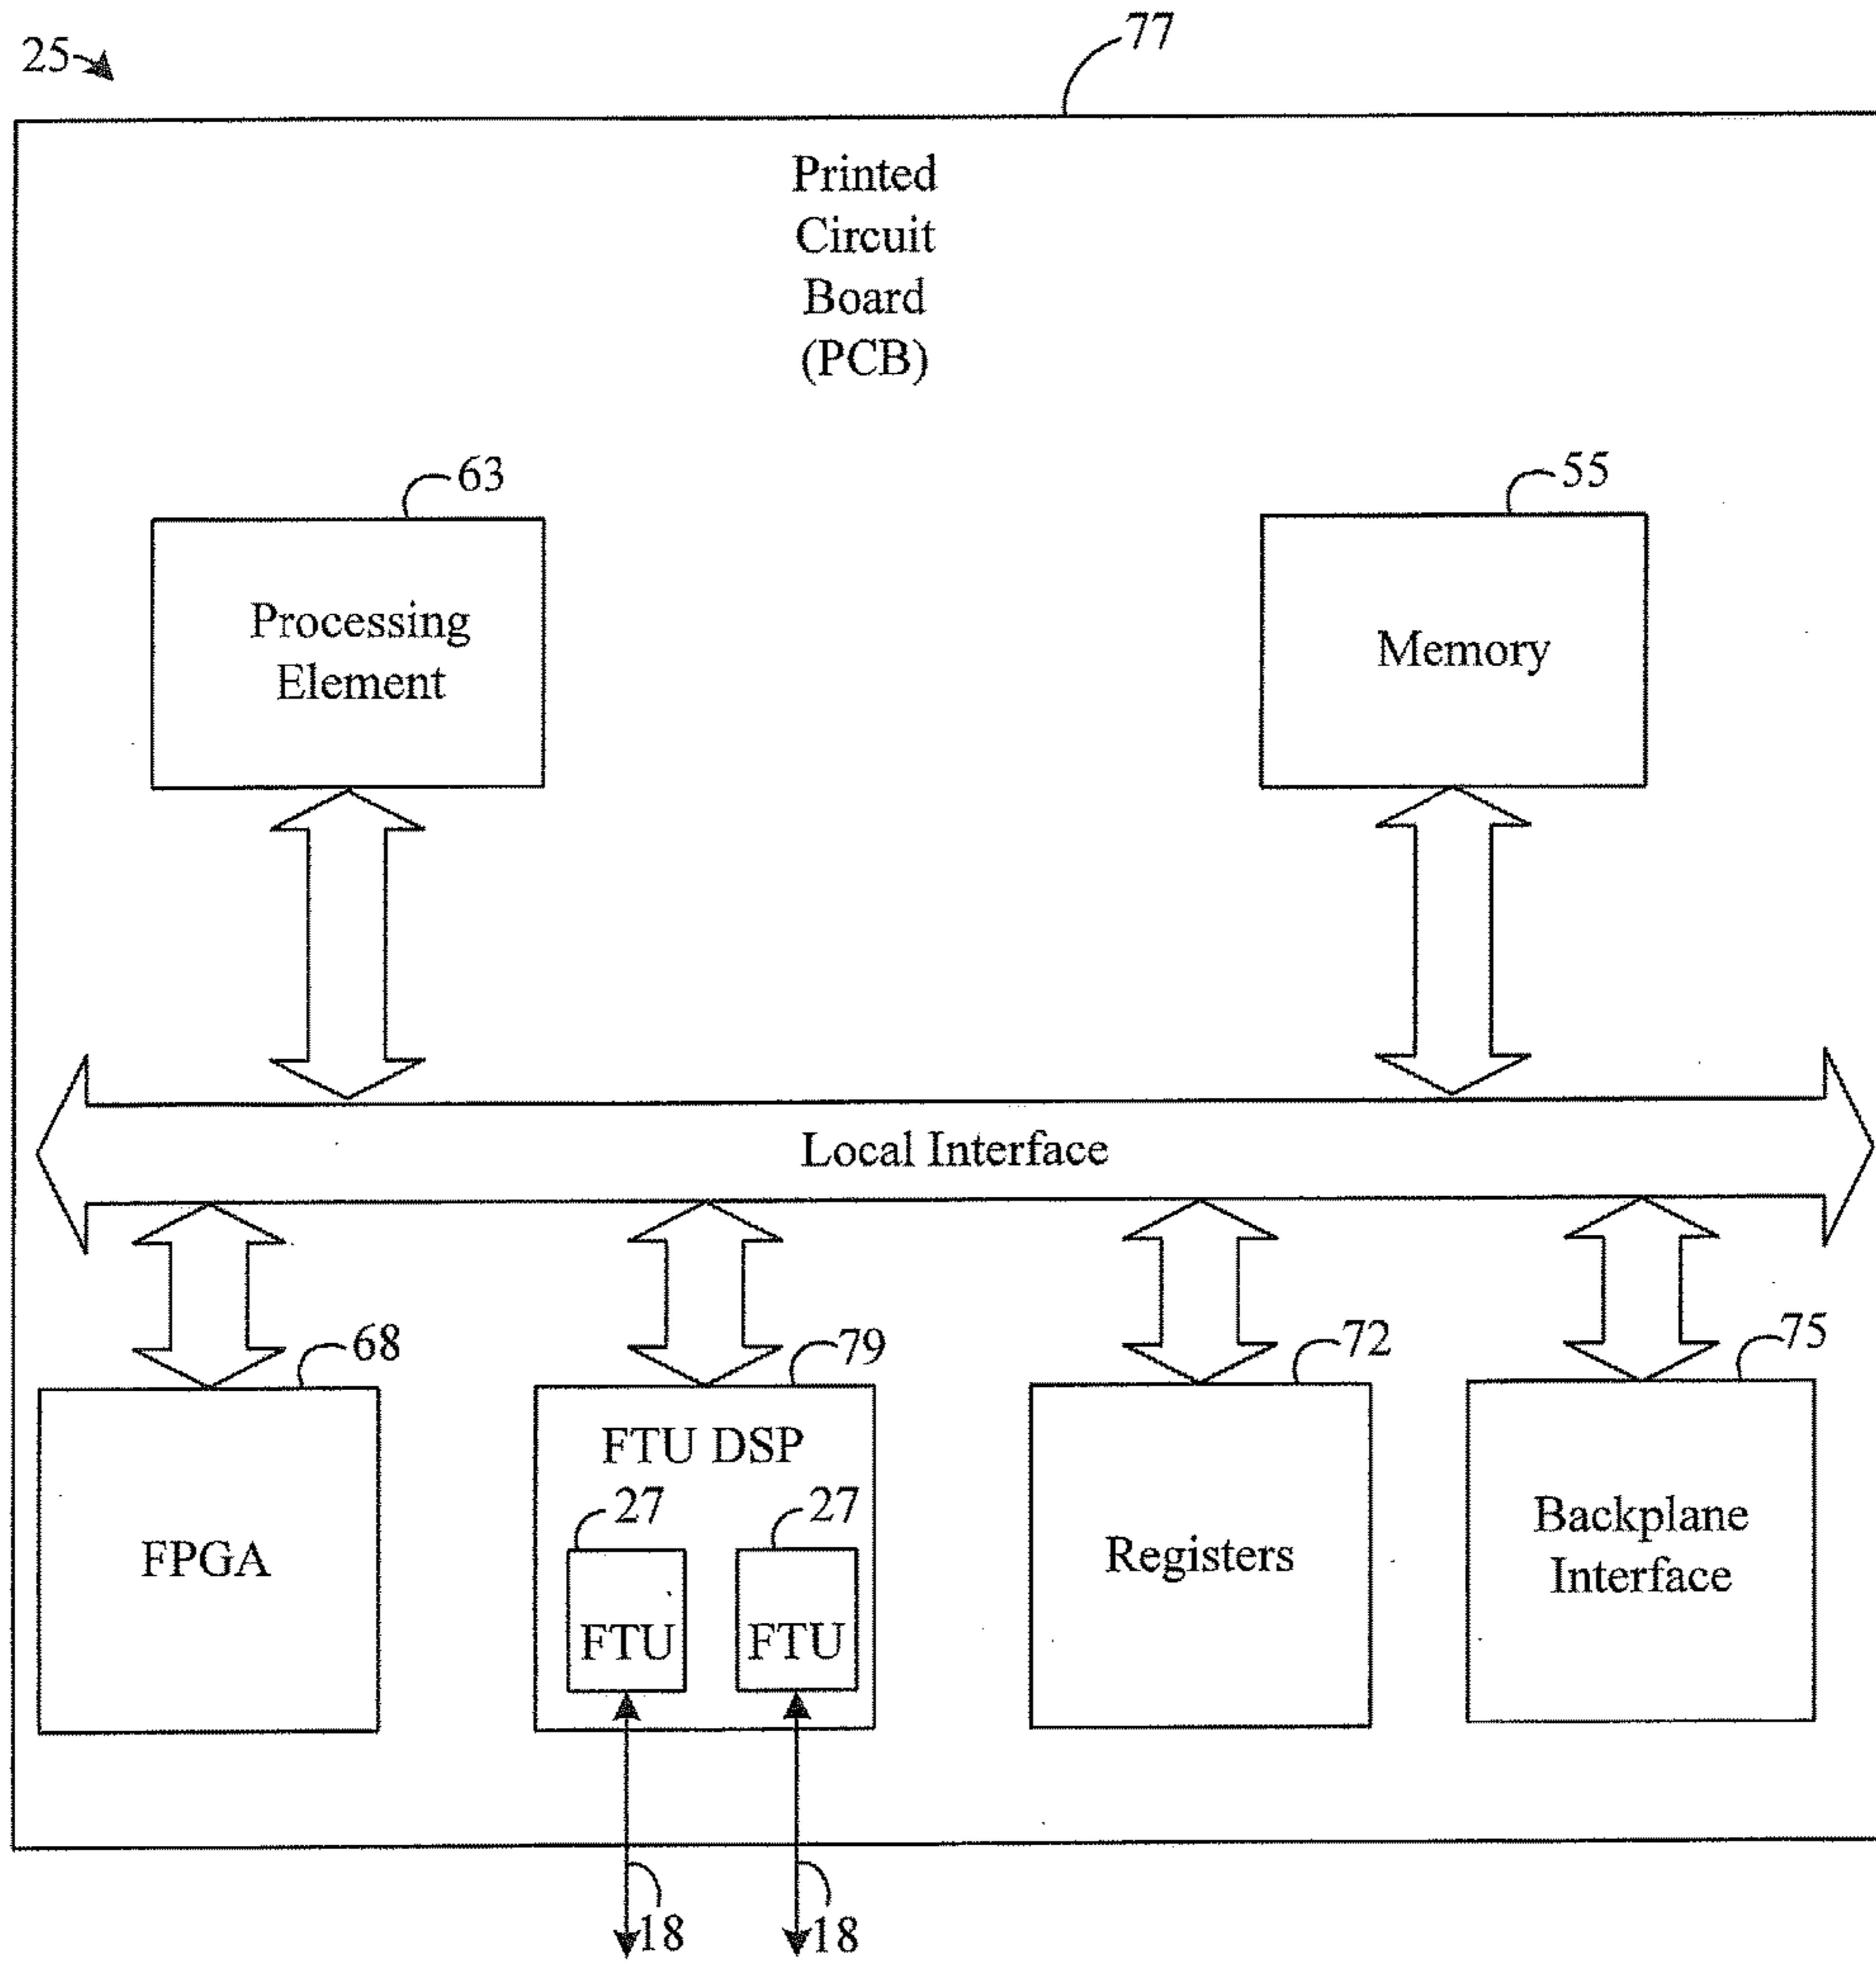 77
25
Printed
Circuit
Board
(PCB)
63
55
Processing
Element
Memory
Local Interface
68
79
72
75
FTU DSP
27
27
FPGA
Registers
Backplane
Interface
FTU
FTU
18
18